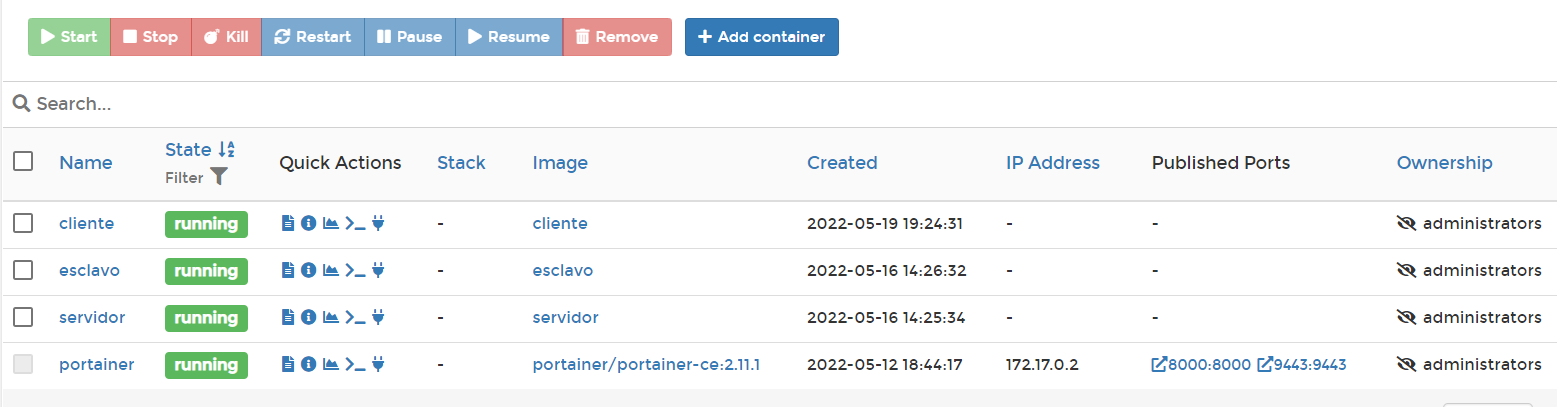 Start Stop Kill Restart Pause Resume Remove Add container
Search...
Name State Filter Quick Actions Stack Image Created IP Address Published Ports Ownership
cliente running - cliente 2022-05-19 19:24:31 - - administrators
esclavo running - esclavo 2022-05-16 14:26:32 - - administrators
servidor running - servidor 2022-05-16 14:25:34 - - administrators
portainer running - portainer/portainer-ce:2.11.1 2022-05-12 18:44:17 172.17.0.2 8000:8000 9443:9443 administrators